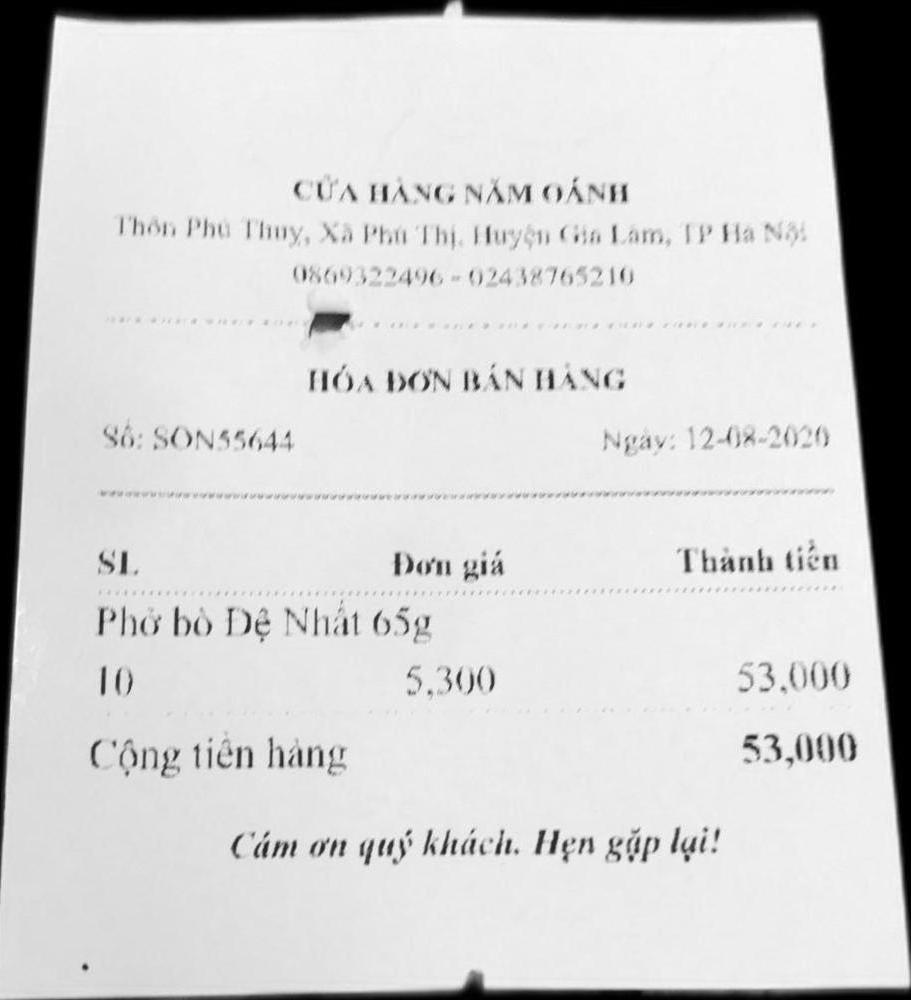 CỬA HÀNG NĂM OÁNH
Thôn Phú Thụy, Xã Phú Thị, Huyện Gia Lâm, TP Hà Nội
0869322496 - 02438765210
HÓA ĐƠN BÁN HÀNG
Số: SON55644 Ngày: 12-08-2020
SL Đơn giá Thành tiền
Phở bò Đệ Nhất 65g
10 5,300 53,000
Cộng tiền hàng 53,000
Cám ơn quý khách. Hẹn gặp lại!